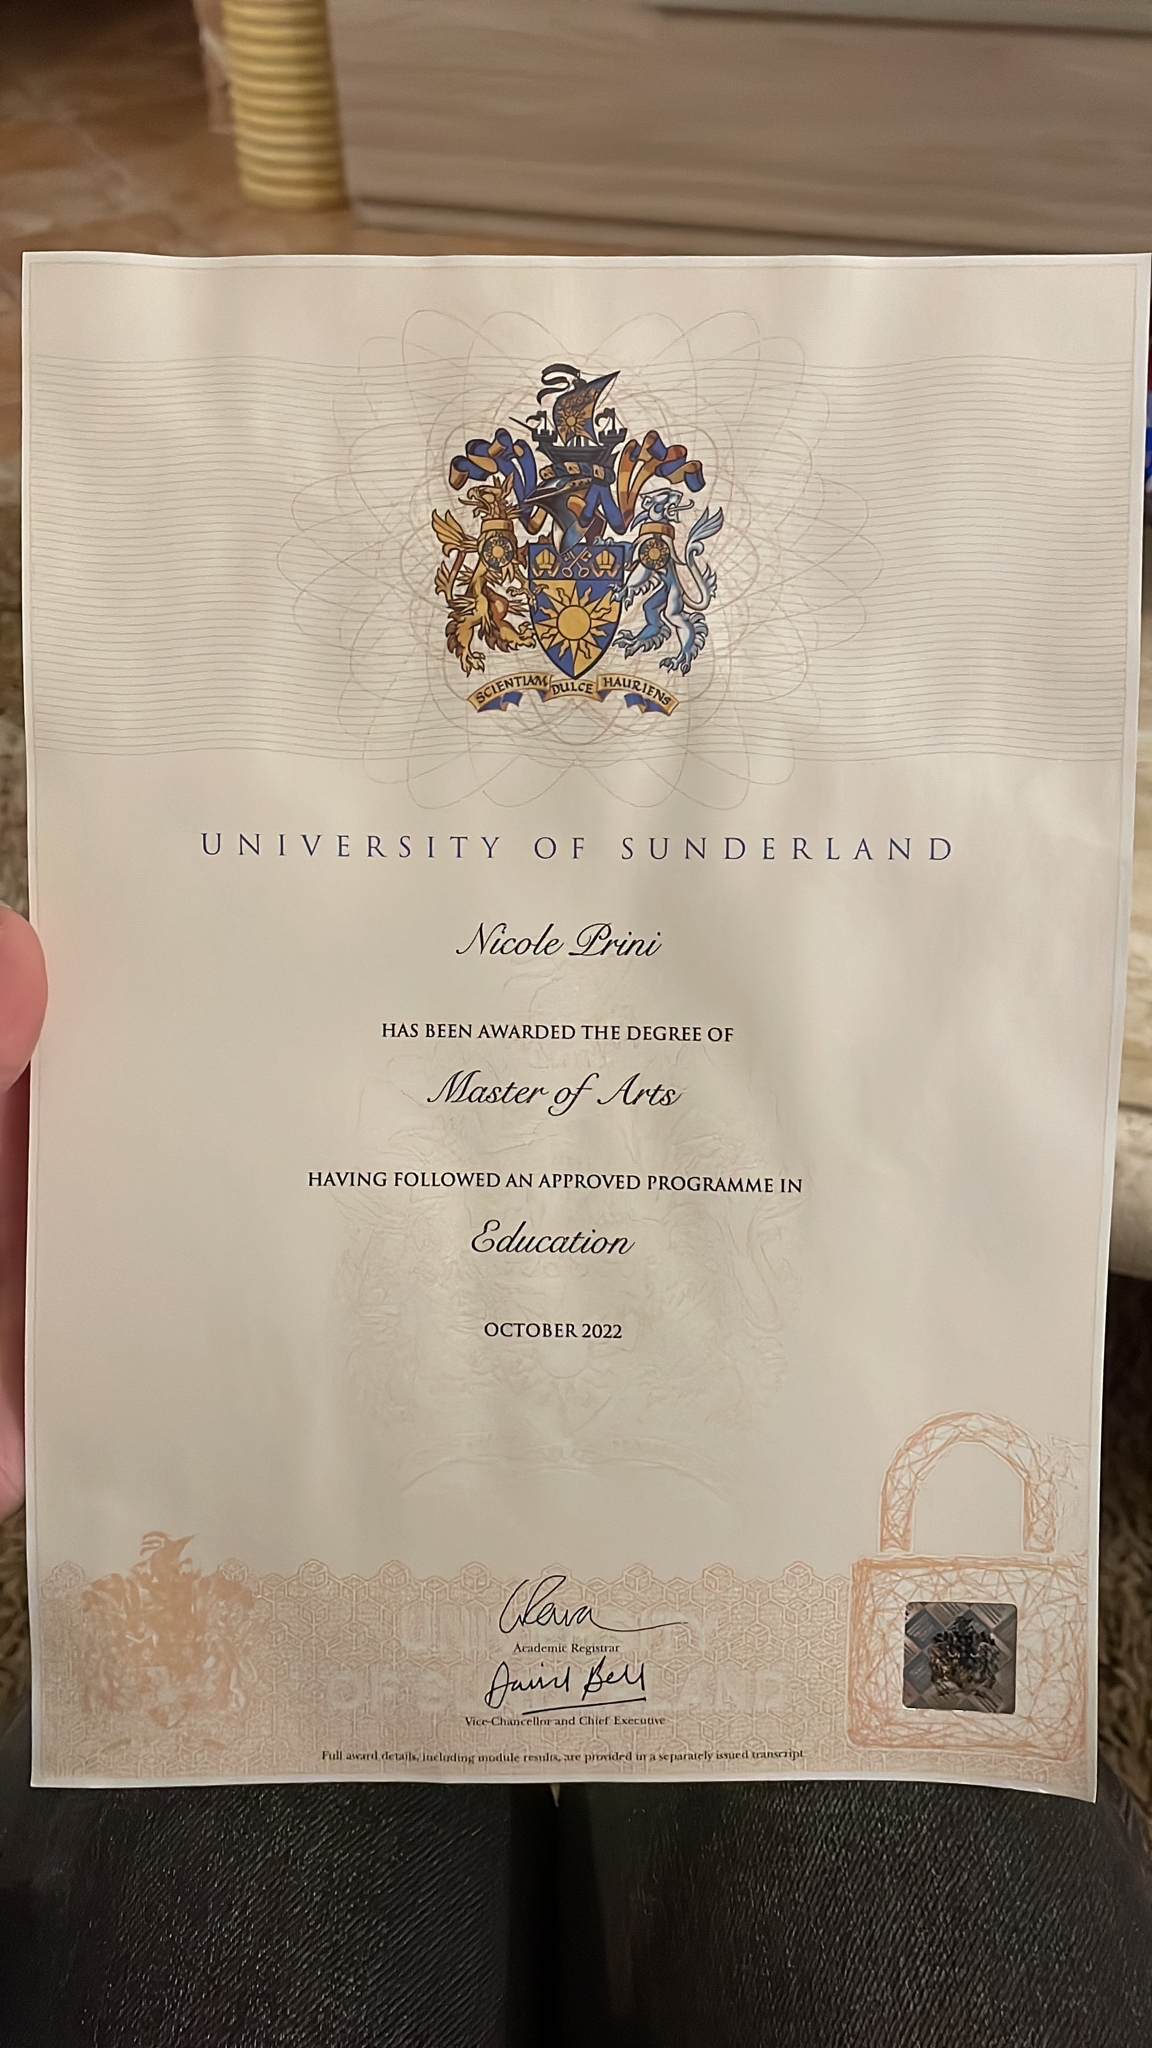 SCIENTIAM DULCE HAURIENS
UNIVERSITY OF SUNDERLAND
Nicole Prini
HAS BEEN AWARDED THE DEGREE OF
Master of Arts
HAVING FOLLOWED AN APPROVED PROGRAMME IN
Education
OCTOBER 2022
Academic Registrar
David Bell
Vice-Chancellor and Chief Executive
Full award details, including module results, are provided in a separately issued transcript